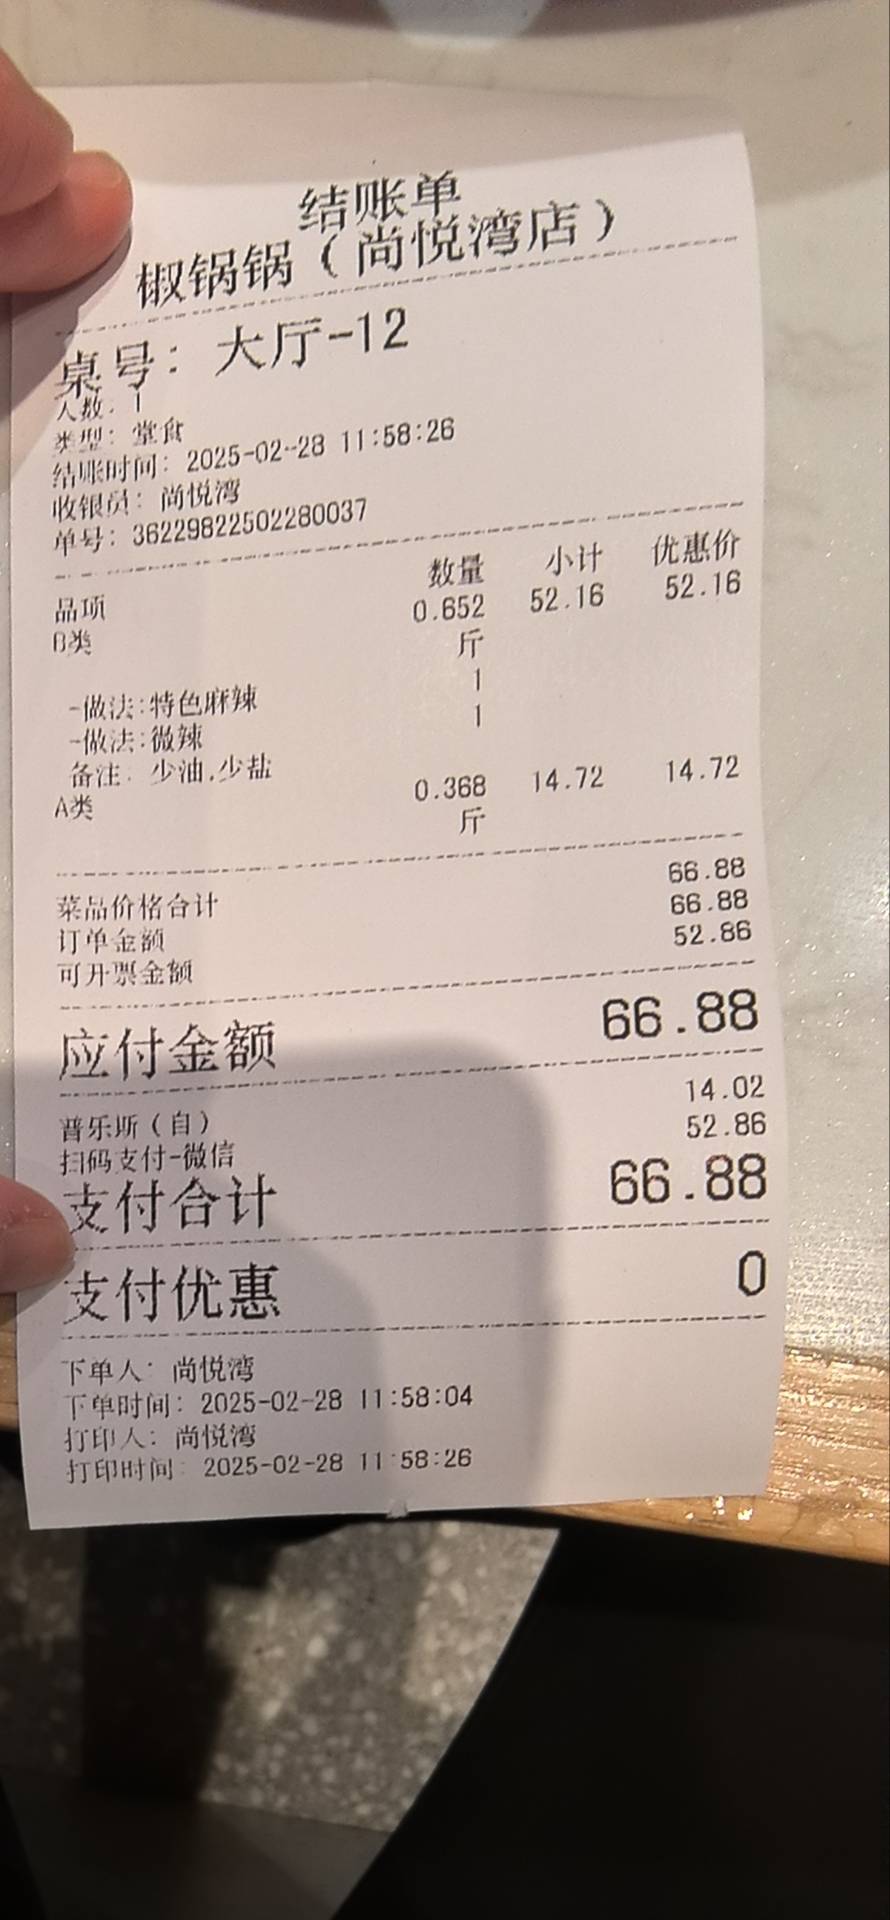 结账单
椒锅锅（尚悦湾店）
桌号：大厅-12
人数：1
类型：堂食
结账时间：2025-02-28 11:58:26
收银员：尚悦湾
单号：36229822502280037
品项 数量 小计 优惠价
B类 0.652斤 52.16 52.16
-做法:特色麻辣 1
-做法:微辣 1
备注：少油,少盐
A类 0.368斤 14.72 14.72
菜品价格合计 66.88
订单金额 66.88
可开票金额 52.86
应付金额 66.88
普乐斯（自） 14.02
扫码支付-微信 52.86
支付合计 66.88
支付优惠 0
下单人：尚悦湾
下单时间：2025-02-28 11:58:04
打印人：尚悦湾
打印时间：2025-02-28 11:58:26